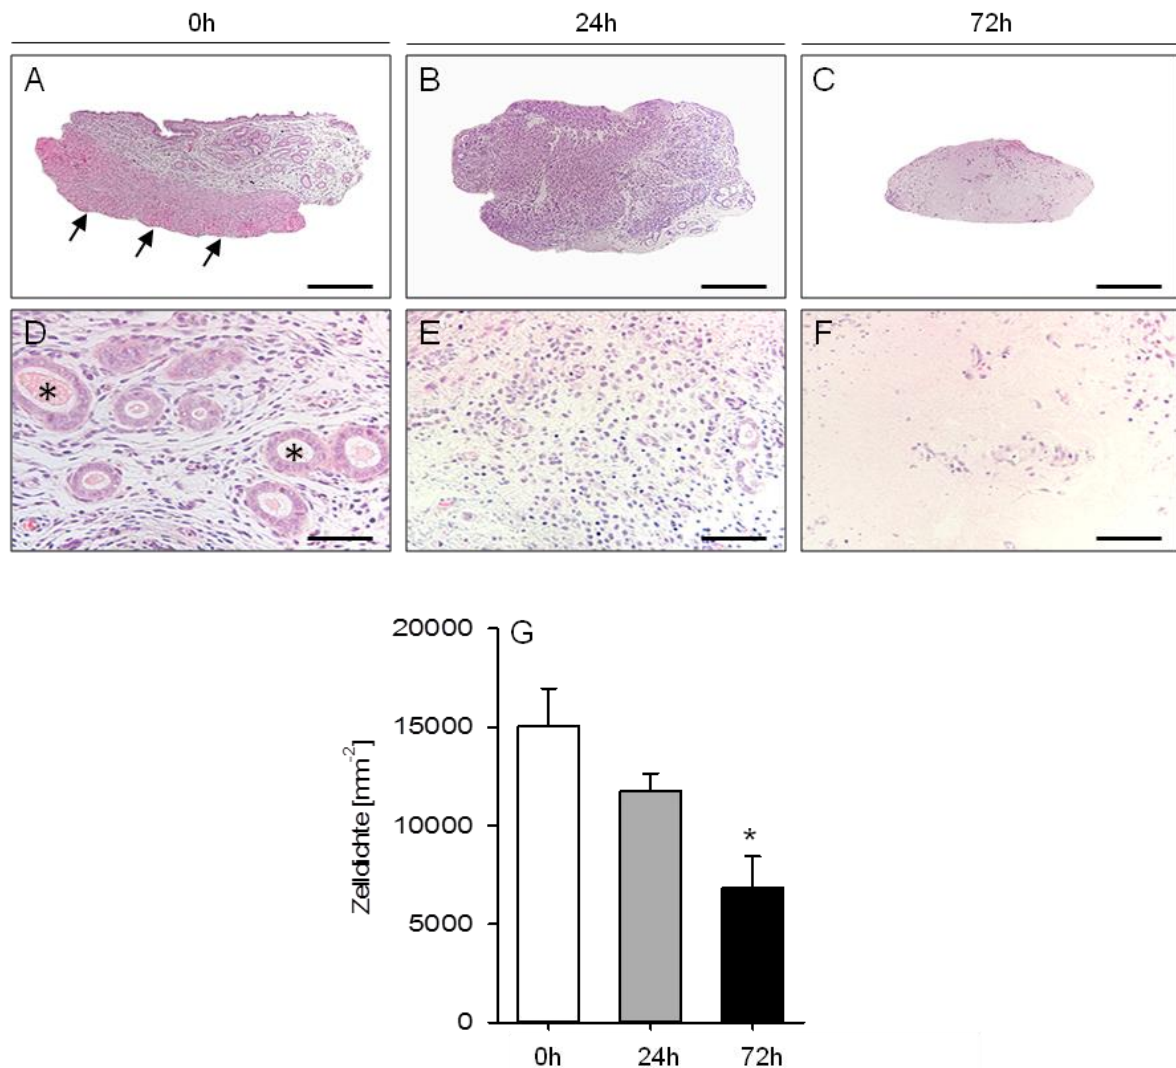 0h 24h 72h
A B C
D E F
* *
G
20000
15000
10000
5000
0
Zelldichte [mm-2]
*
0h 24h 72h